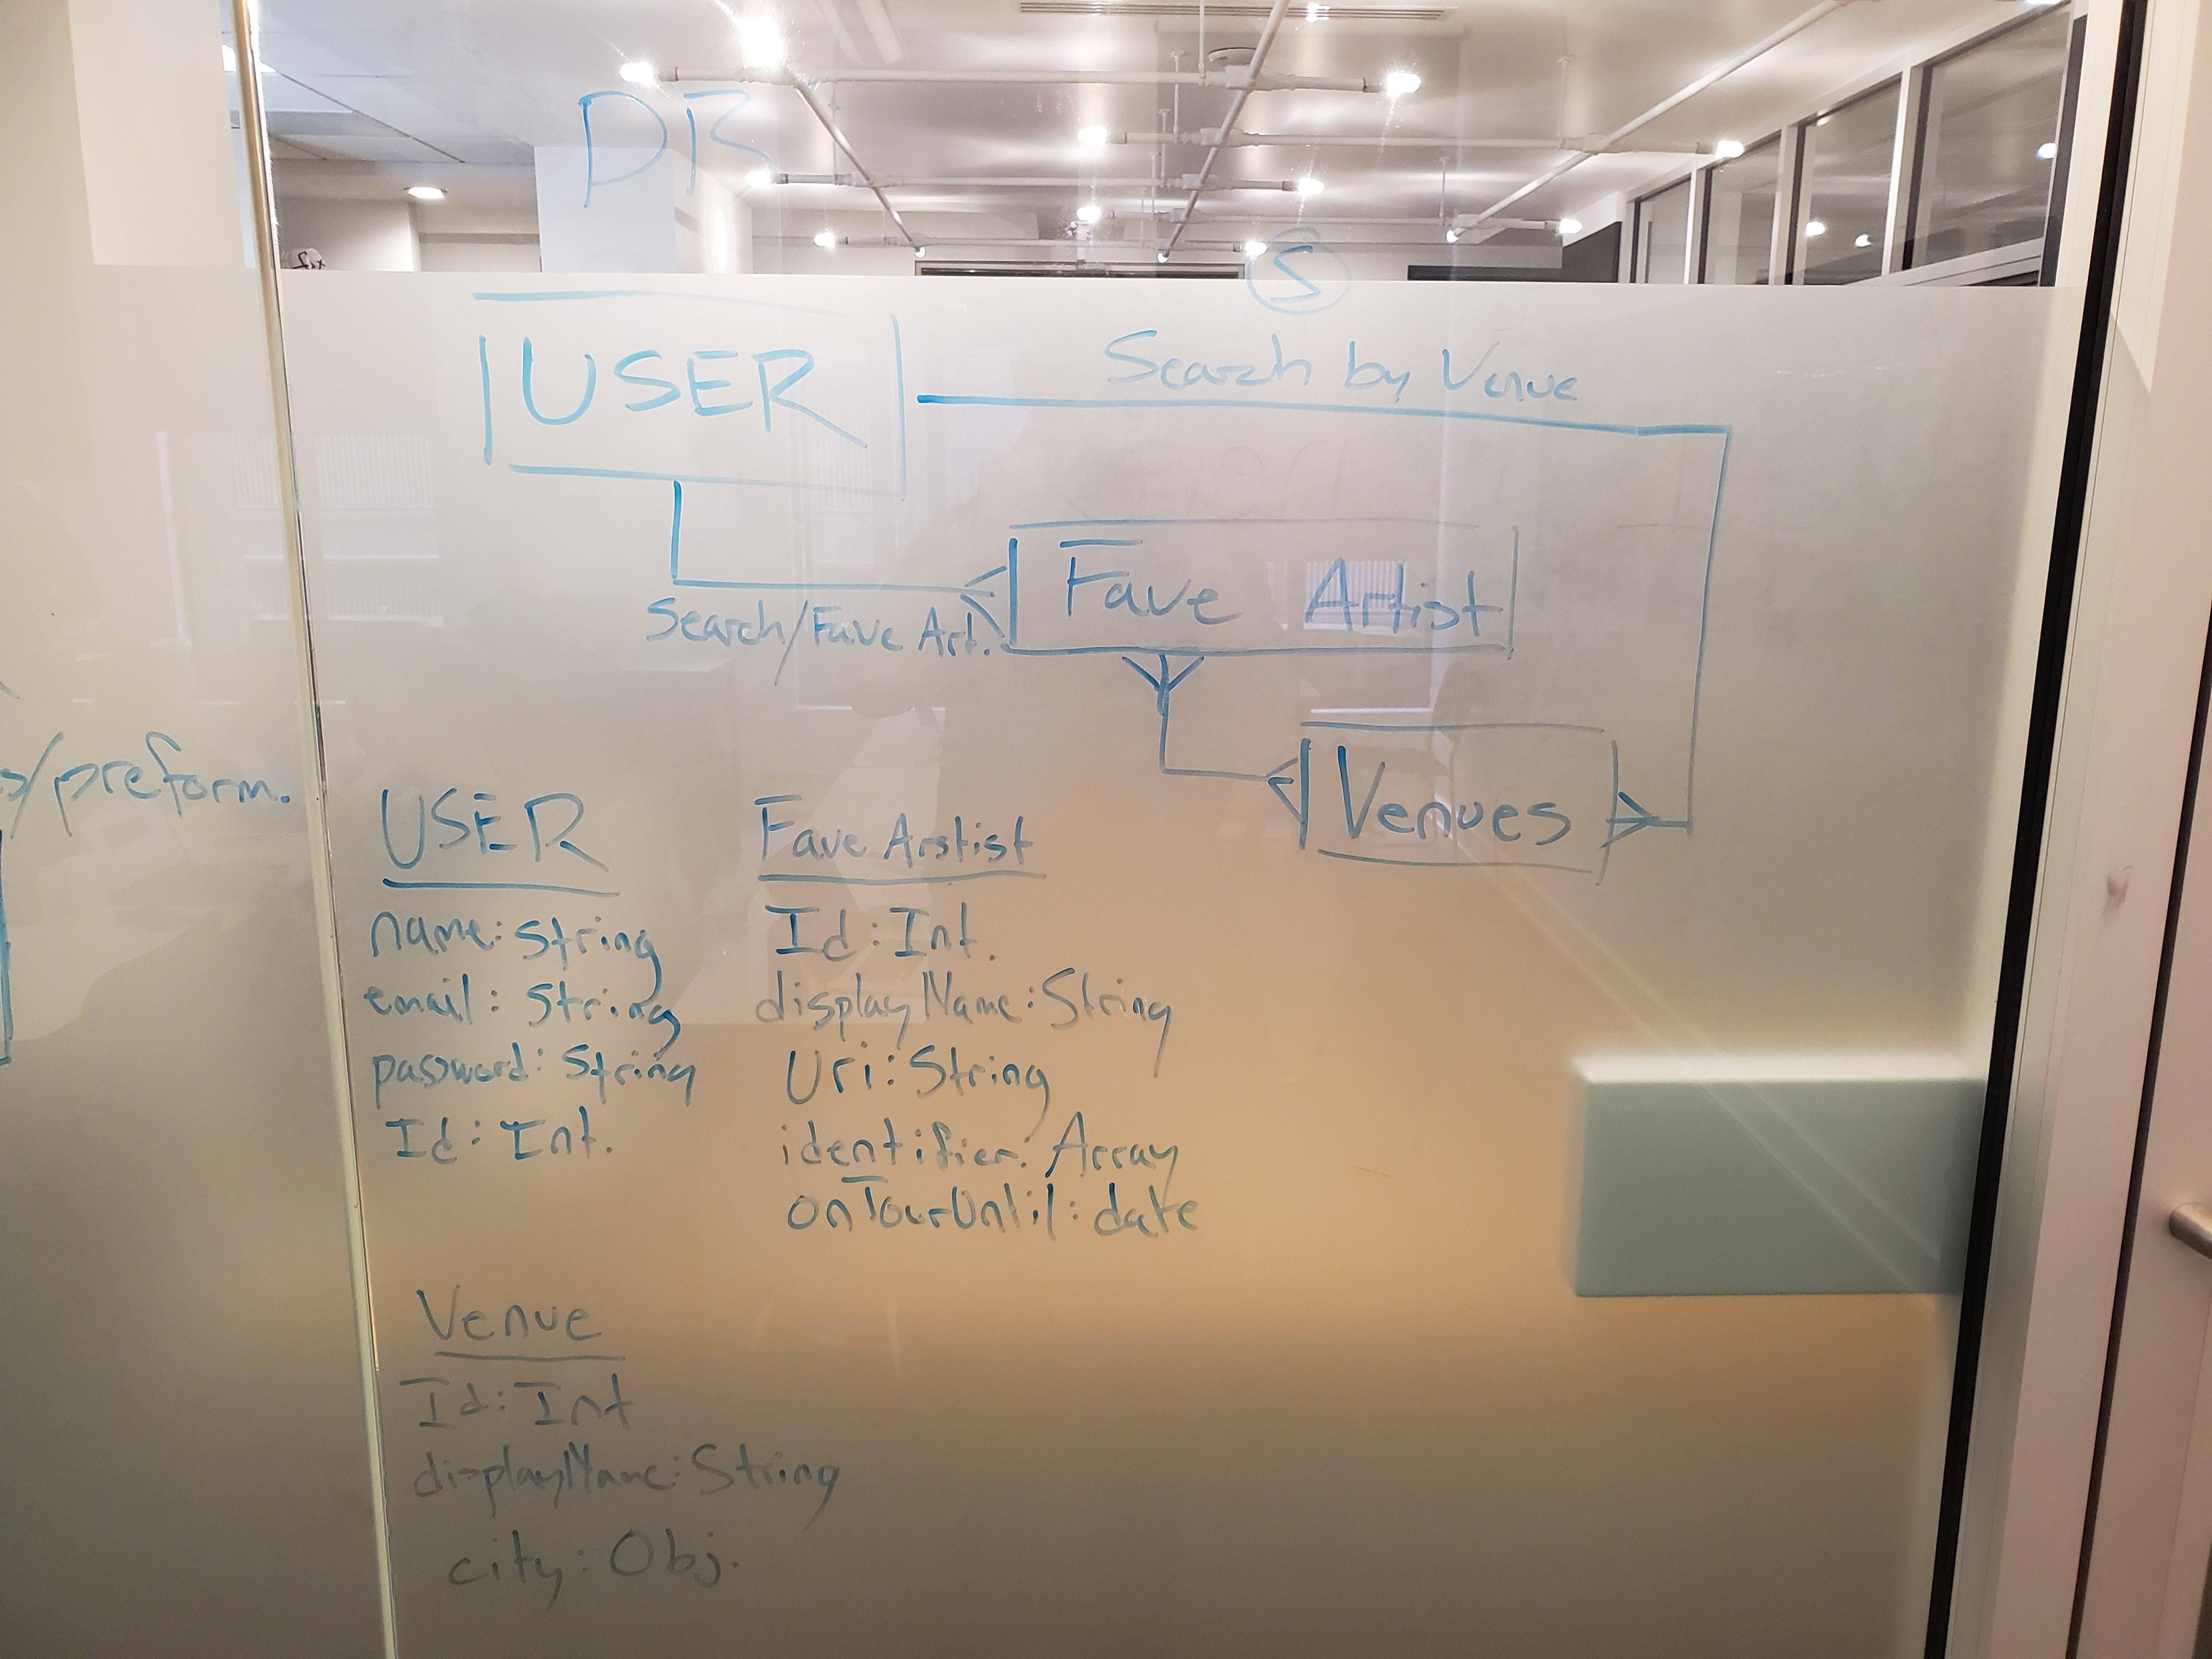 DB
S
USER
Search by Venue
Fave Artist
Search/Fave Art.
Venues
/preform.
USER
name: String
email: String
password: String
Id: Int.
Fave Arstist
Id: Int.
displayName: String
Uri: String
identifier: Array
onTourUntil: date
Venue
Id: Int
displayName: String
city: Obj.